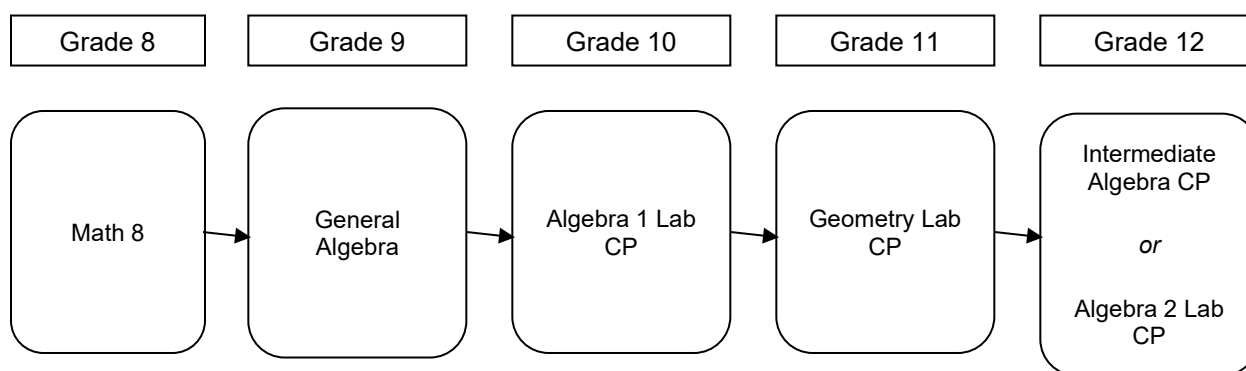 Grade 8
Grade 9
Grade 10
Grade 11
Grade 12
Math 8
General
Algebra
Algebra 1 Lab
CP
Geometry Lab
CP
Intermediate
Algebra CP
or
Algebra 2 Lab
CP